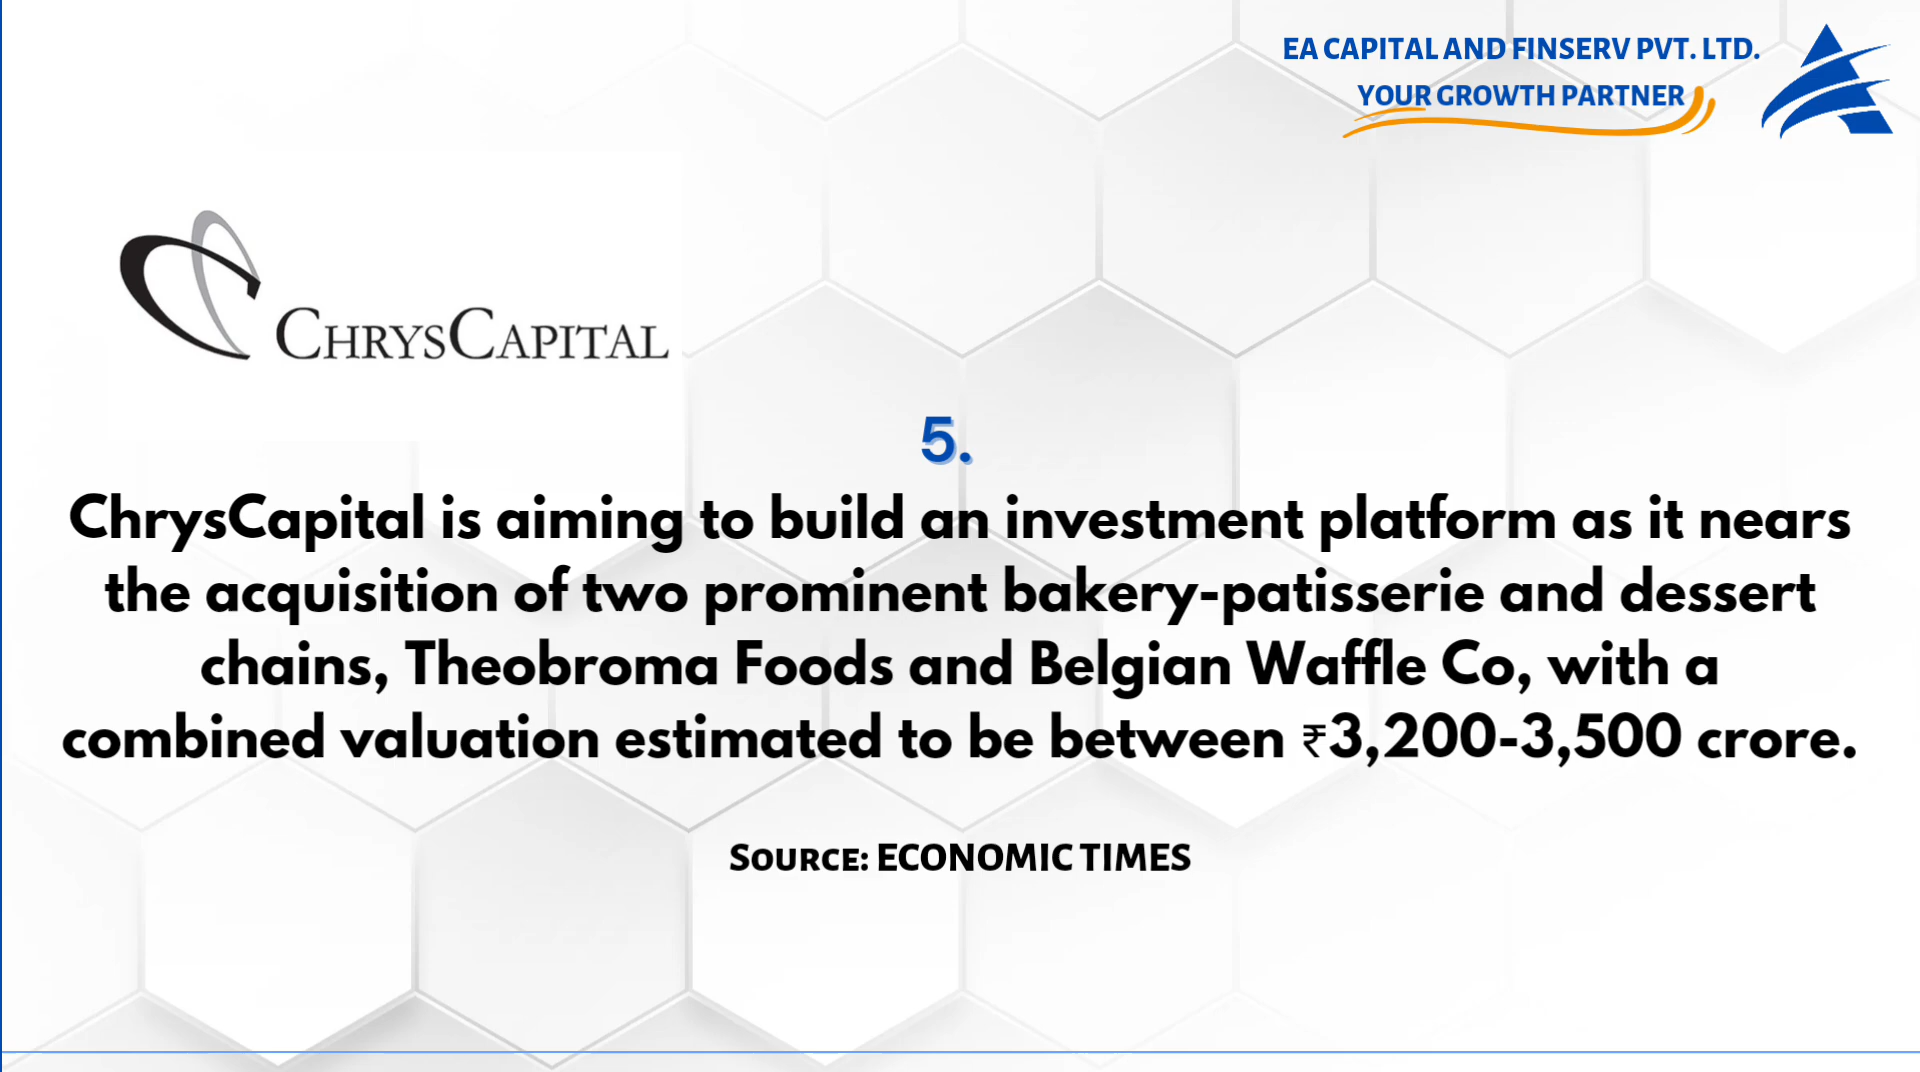 EA CAPITAL AND FINSERV PVT. LTD.
YOUR GROWTH PARTNER
CHRYSCAPITAL
5.
ChrysCapital is aiming to build an investment platform as it nears
the acquisition of two prominent bakery-patisserie and dessert
chains, Theobroma Foods and Belgian Waffle Co, with a
combined valuation estimated to be between ₹3,200-3,500 crore.
SOURCE: ECONOMIC TIMES